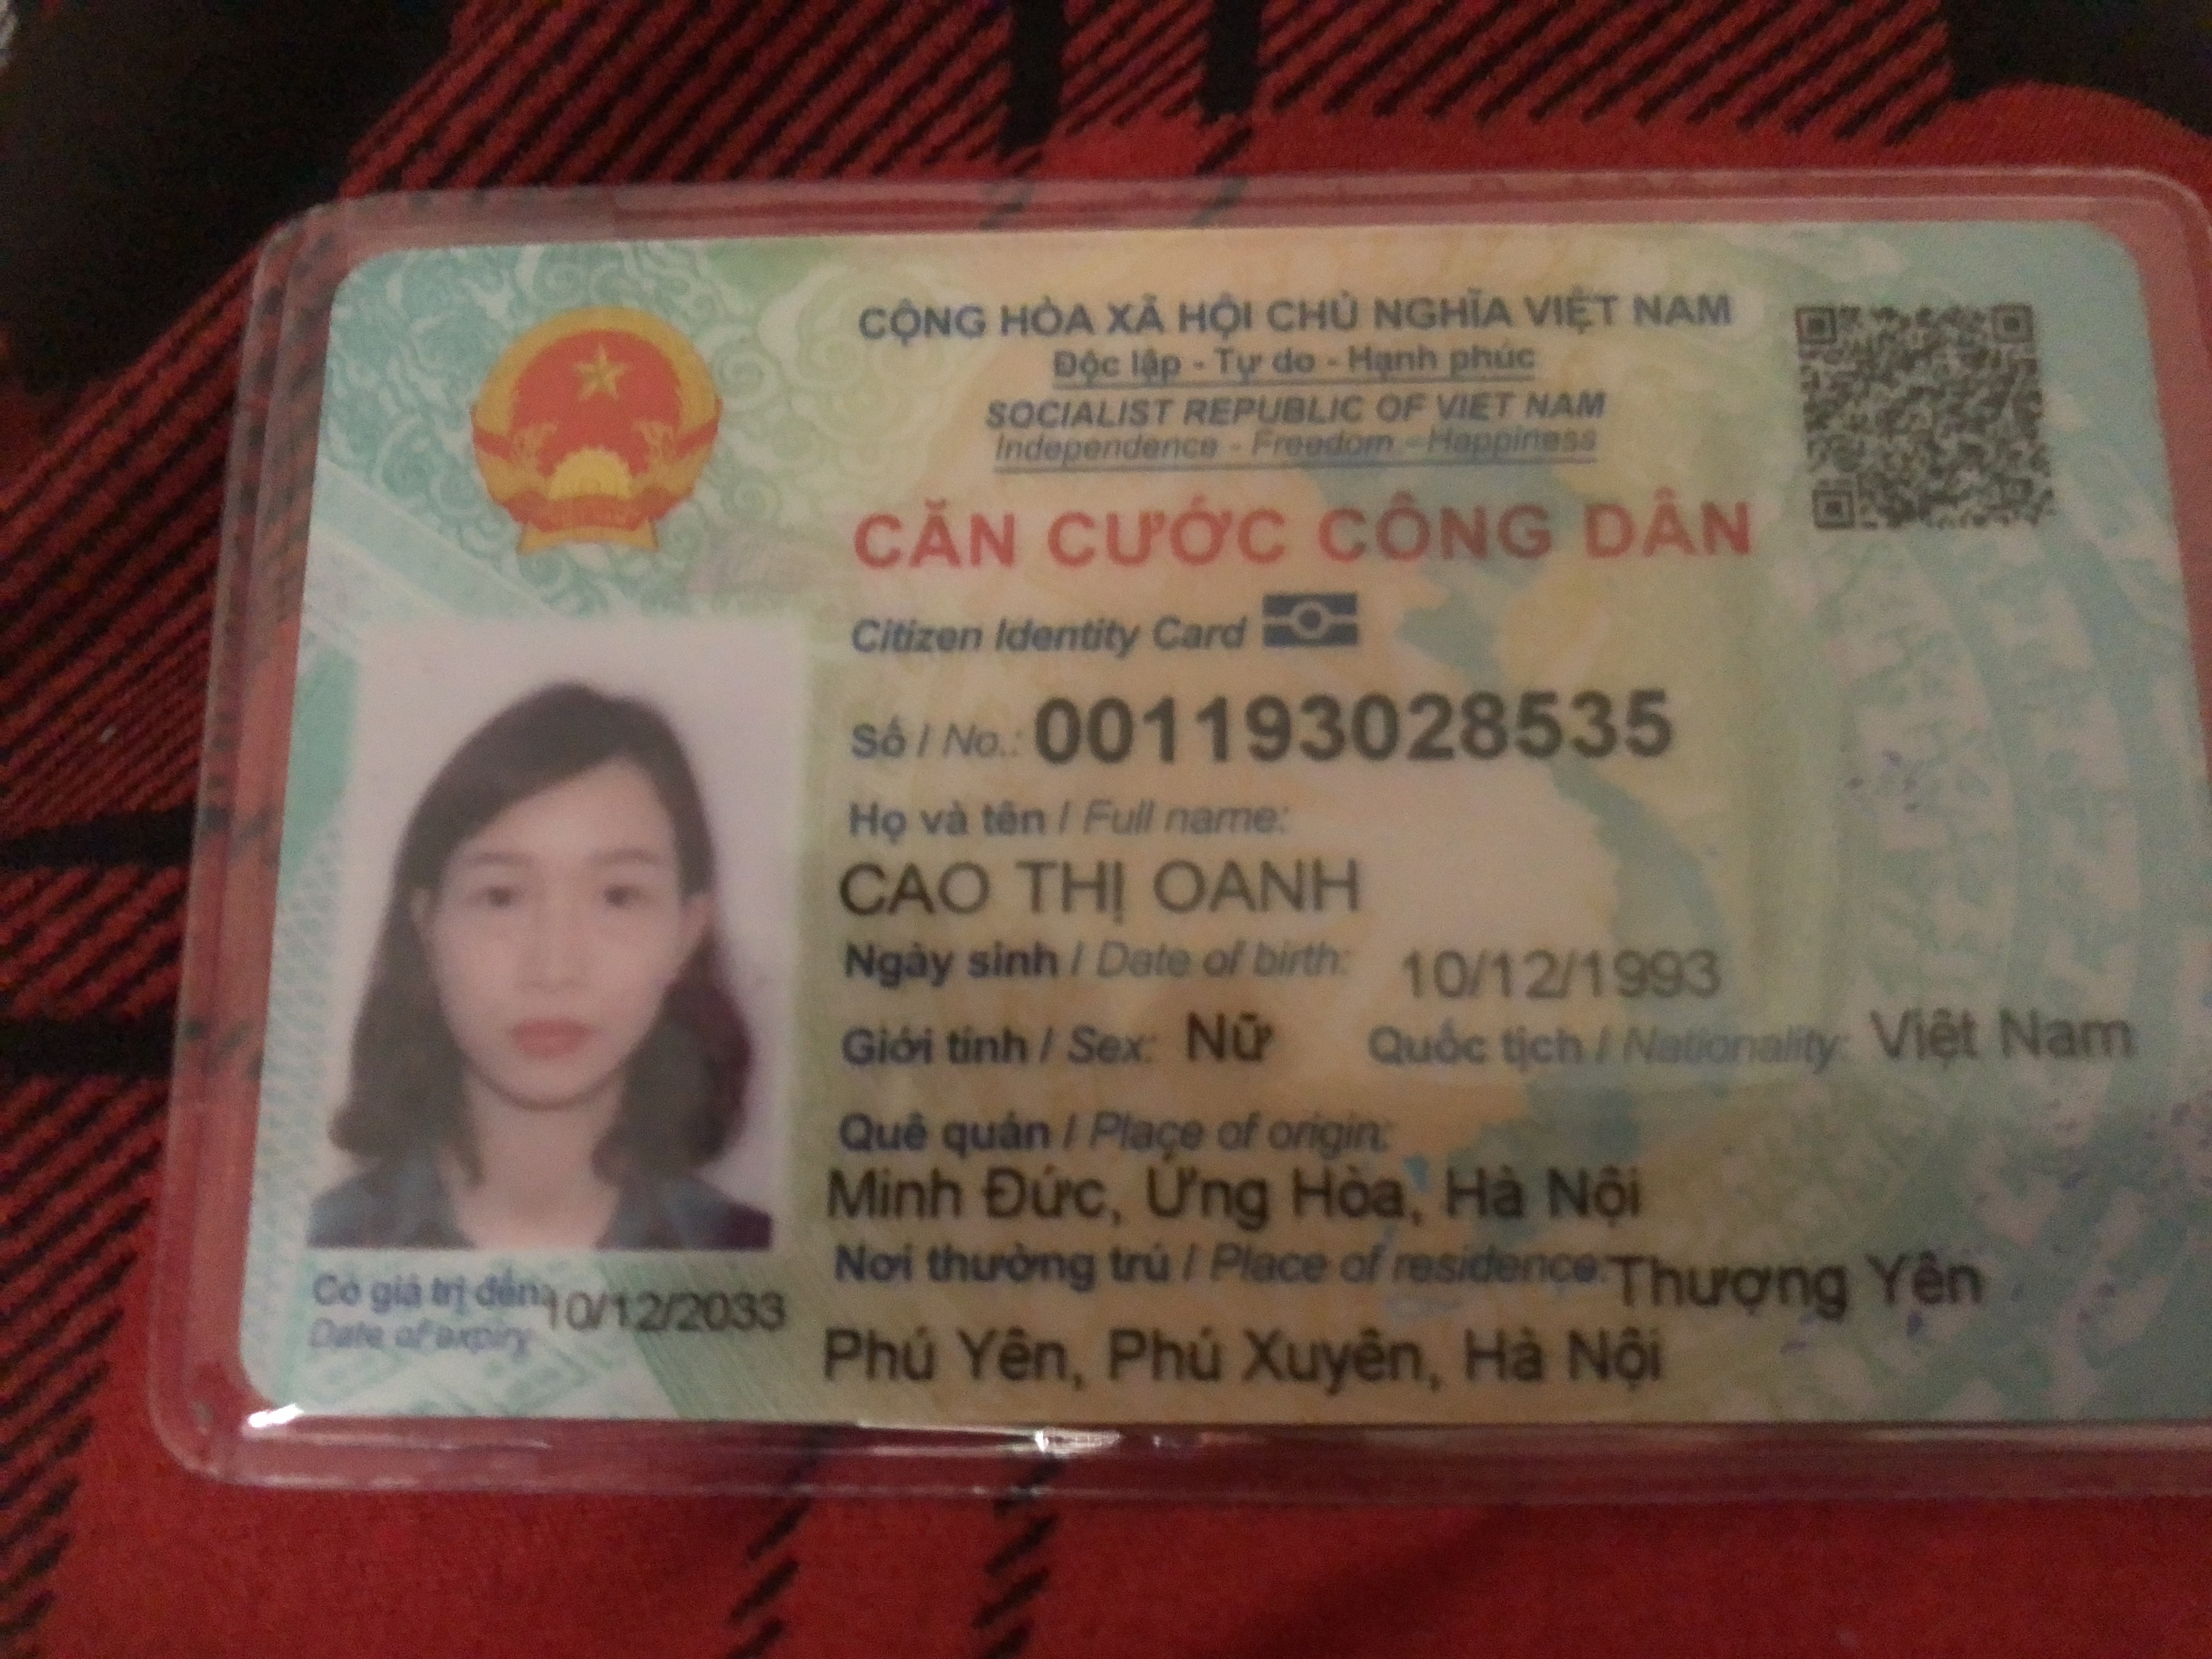 CỘNG HÒA XÃ HỘI CHỦ NGHĨA VIỆT NAM
Độc lập - Tự do - Hạnh phúc
SOCIALIST REPUBLIC OF VIET NAM
Independence - Freedom - Happiness
CĂN CƯỚC CÔNG DÂN
Citizen Identity Card
Số / No.: 001193028535
Họ và tên / Full name:
CAO THỊ OANH
Ngày sinh / Date of birth: 10/12/1993
Giới tính / Sex: Nữ Quốc tịch / Nationality: Việt Nam
Quê quán / Place of origin:
Minh Đức, Ứng Hòa, Hà Nội
Nơi thường trú / Place of residence: Thượng Yên
Phú Yên, Phú Xuyên, Hà Nội
Có giá trị đến: 10/12/2033
Date of expiry